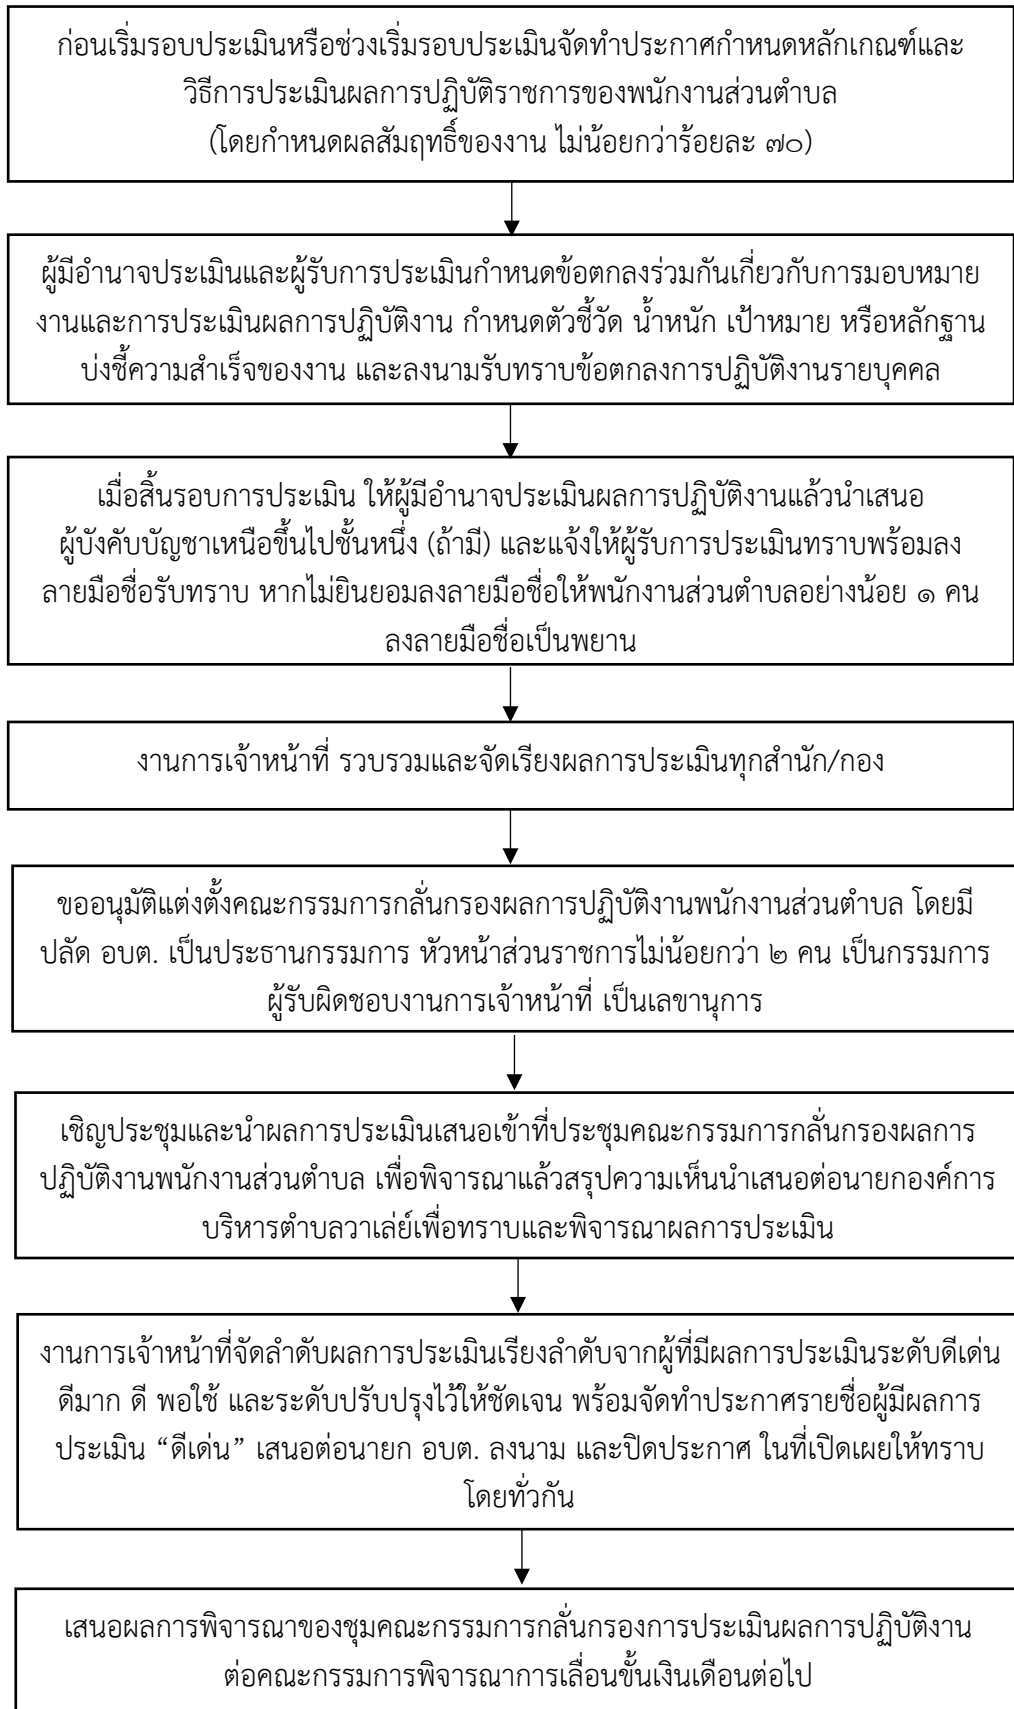 ก่อนเริ่มรอบประเมินหรือช่วงเริ่มรอบประเมินจัดทำประกาศกำหนดหลักเกณฑ์และ
วิธีการประเมินผลการปฏิบัติราชการของพนักงานส่วนตำบล
(โดยกำหนดผลสัมฤทธิ์ของงาน ไม่น้อยกว่าร้อยละ ๗๐)
ผู้มีอำนาจประเมินและผู้รับการประเมินกำหนดข้อตกลงร่วมกันเกี่ยวกับการมอบหมาย
งานและการประเมินผลการปฏิบัติงาน กำหนดตัวชี้วัด น้ำหนัก เป้าหมาย หรือหลักฐาน
บ่งชี้ความสำเร็จของงาน และลงนามรับทราบข้อตกลงการปฏิบัติงานรายบุคคล
เมื่อสิ้นรอบการประเมิน ให้ผู้มีอำนาจประเมินผลการปฏิบัติงานแล้วนำเสนอ
ผู้บังคับบัญชาเหนือขึ้นไปชั้นหนึ่ง (ถ้ามี) และแจ้งให้ผู้รับการประเมินทราบพร้อมลง
ลายมือชื่อรับทราบ หากไม่ยินยอมลงลายมือชื่อให้พนักงานส่วนตำบลอย่างน้อย ๑ คน
ลงลายมือชื่อเป็นพยาน
งานการเจ้าหน้าที่ รวบรวมและจัดเรียงผลการประเมินทุกสำนัก/กอง
ขออนุมัติแต่งตั้งคณะกรรมการกลั่นกรองผลการปฏิบัติงานพนักงานส่วนตำบล โดยมี
ปลัด อบต. เป็นประธานกรรมการ หัวหน้าส่วนราชการไม่น้อยกว่า ๒ คน เป็นกรรมการ
ผู้รับผิดชอบงานการเจ้าหน้าที่ เป็นเลขานุการ
เชิญประชุมและนำผลการประเมินเสนอเข้าที่ประชุมคณะกรรมการกลั่นกรองผลการ
ปฏิบัติงานพนักงานส่วนตำบล เพื่อพิจารณาแล้วสรุปความเห็นนำเสนอต่อนายกองค์การ
บริหารตำบลวาเล่ย์เพื่อทราบและพิจารณาผลการประเมิน
งานการเจ้าหน้าที่จัดลำดับผลการประเมินเรียงลำดับจากผู้ที่มีผลการประเมินระดับดีเด่น
ดีมาก ดี พอใช้ และระดับปรับปรุงไว้ให้ชัดเจน พร้อมจัดทำประกาศรายชื่อผู้มีผลการ
ประเมิน “ดีเด่น” เสนอต่อนายก อบต. ลงนาม และปิดประกาศ ในที่เปิดเผยให้ทราบ
โดยทั่วกัน
เสนอผลการพิจารณาของชุมคณะกรรมการกลั่นกรองการประเมินผลการปฏิบัติงาน
ต่อคณะกรรมการพิจารณาการเลื่อนขั้นเงินเดือนต่อไป